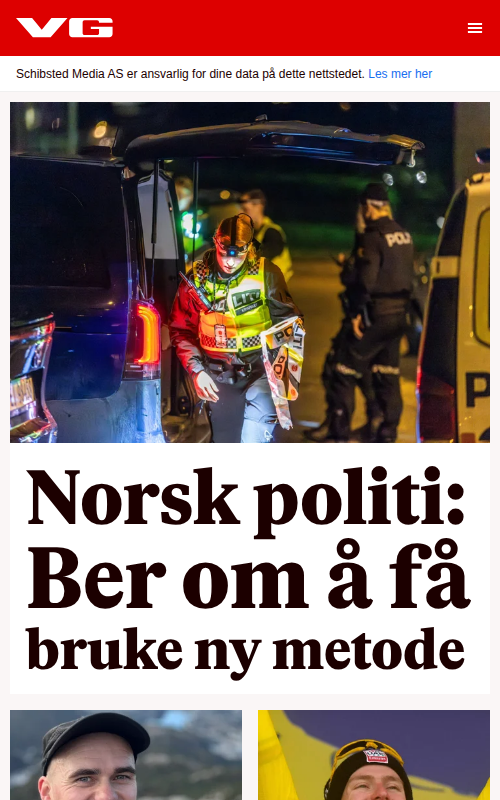 VG
Schibsted Media AS er ansvarlig for dine data på dette nettstedet. Les mer her
Norsk politi:
Ber om å få
bruke ny metode